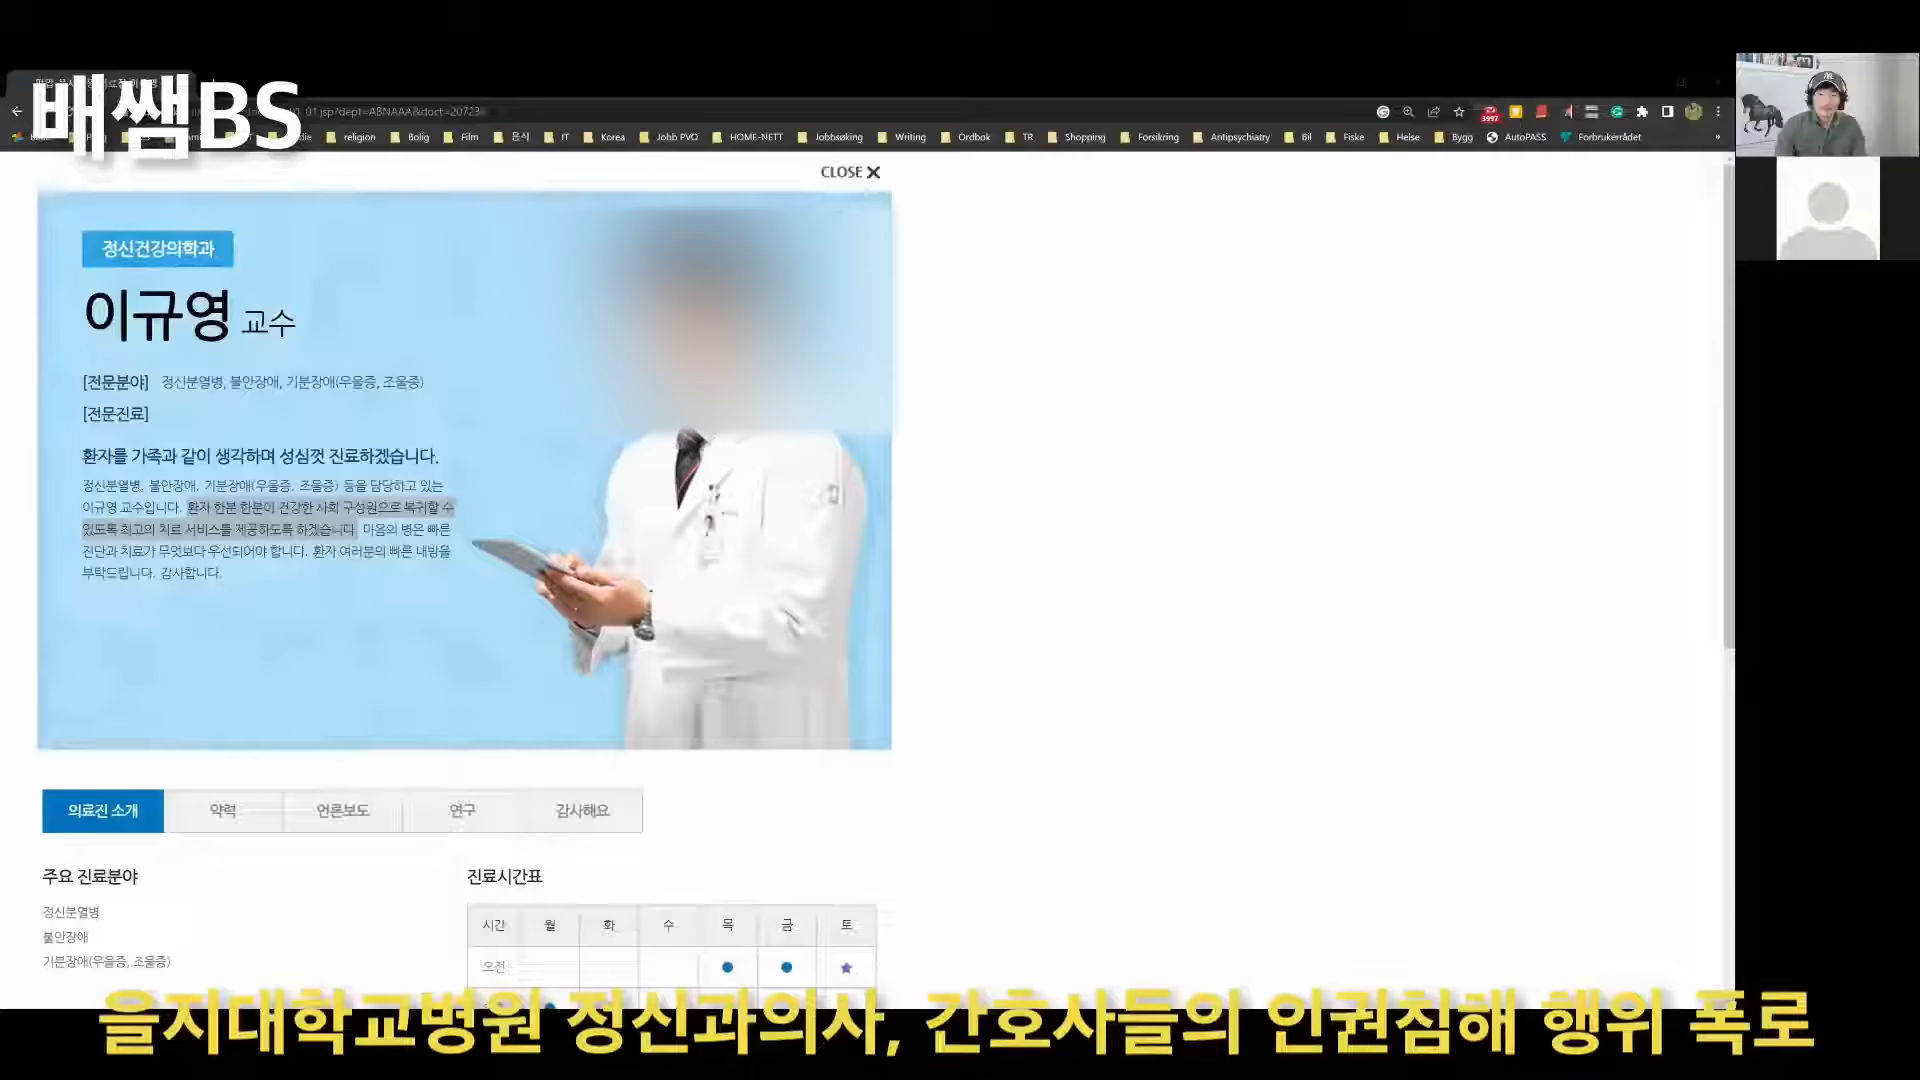 배쌤BS
01.jsp?dept=ABNAAA&doct=20723
3997
religion Bolig Film 음식 IT Korea Jobb PVO HOME-NETT Jobbsøking Writing Ordbok TR Shopping Forsikring Antipsychiatry Bil Fiske Helse Bygg AutoPASS Forbrukerrådet »
CLOSE X
정신건강의학과
이규영 교수
[전문분야] 정신분열병, 불안장애, 기분장애(우울증, 조울증)
[전문진료]
환자를 가족과 같이 생각하며 성심껏 진료하겠습니다.
정신분열병, 불안장애, 기분장애(우울증, 조울증) 등을 담당하고 있는
이규영 교수입니다. 환자 한분 한분이 건강한 사회 구성원으로 복귀할 수
있도록 최고의 치료 서비스를 제공하도록 하겠습니다. 마음의 병은 빠른
진단과 치료가 무엇보다 우선되어야 합니다. 환자 여러분의 빠른 내방을
부탁드립니다. 감사합니다.
의료진 소개 약력 언론보도 연구 감사해요
주요 진료분야
정신분열병
불안장애
기분장애(우울증, 조울증)
진료시간표
시간 월 화 수 목 금 토
오전
을지대학교병원 정신과의사, 간호사들의 인권침해 행위 폭로